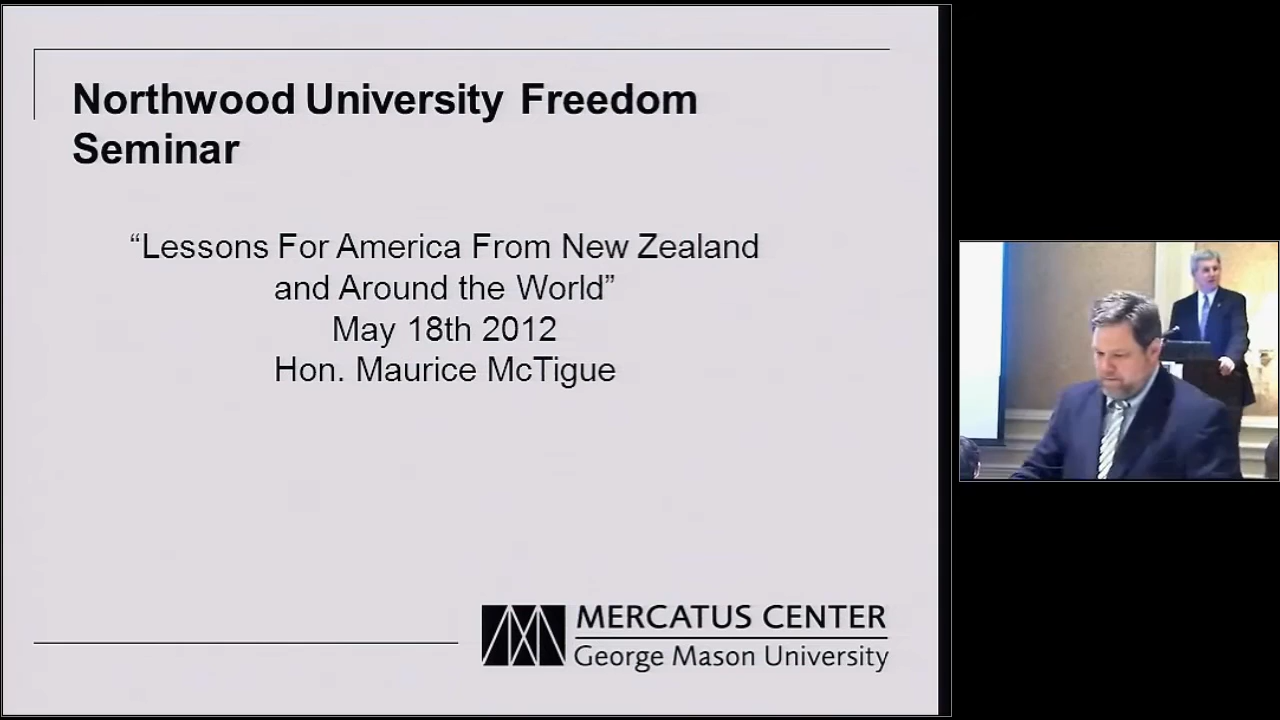 Northwood University Freedom
Seminar
“Lessons For America From New Zealand
and Around the World”
May 18th 2012
Hon. Maurice McTigue
MERCATUS CENTER
George Mason University